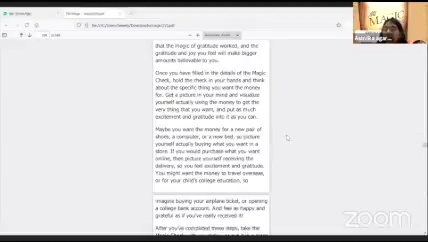 that the magic of gratitude worked, and the
gratitude and joy you feel will make bigger
amounts believable to you.
Once you have filled in the details of the Magic
Check, hold the check in your hands and think
about the specific thing you want the money
for. Get a picture in your mind and visualize
yourself actually using the money to get the
very thing that you want, and put as much
excitement and gratitude into it as you can.
Maybe you want the money for a new pair of
shoes, a computer, or a new bed, so picture
yourself actually buying what you want in a
store. If you would purchase what you want
online, then picture yourself receiving the
delivery, so you feel excitement and gratitude.
You might want the money to travel overseas,
or for your child's college education, so
imagine buying your airplane ticket, or opening
a college bank account. And feel as happy and
grateful as if you've really received it!
After you've completed these steps, take the
MAGIC
zoom